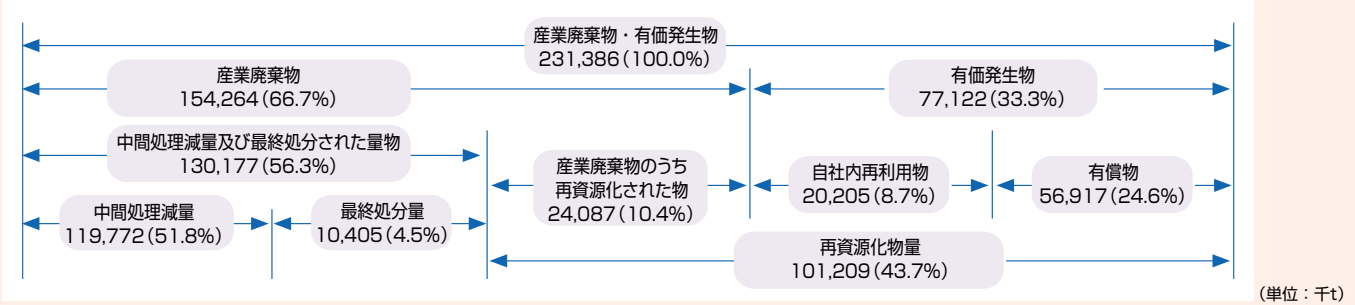 産業廃棄物・有価発生物
231,386(100.0%)
産業廃棄物
154,264(66.7%)
有価発生物
77,122(33.3%)
中間処理減量及び最終処分された量物
130,177(56.3%)
産業廃棄物のうち
再資源化された物
24,087(10.4%)
自社内再利用物
20,205(8.7%)
有償物
56,917(24.6%)
中間処理減量
119,772(51.8%)
最終処分量
10,405(4.5%)
再資源化物量
101,209(43.7%)
(単位:千t)